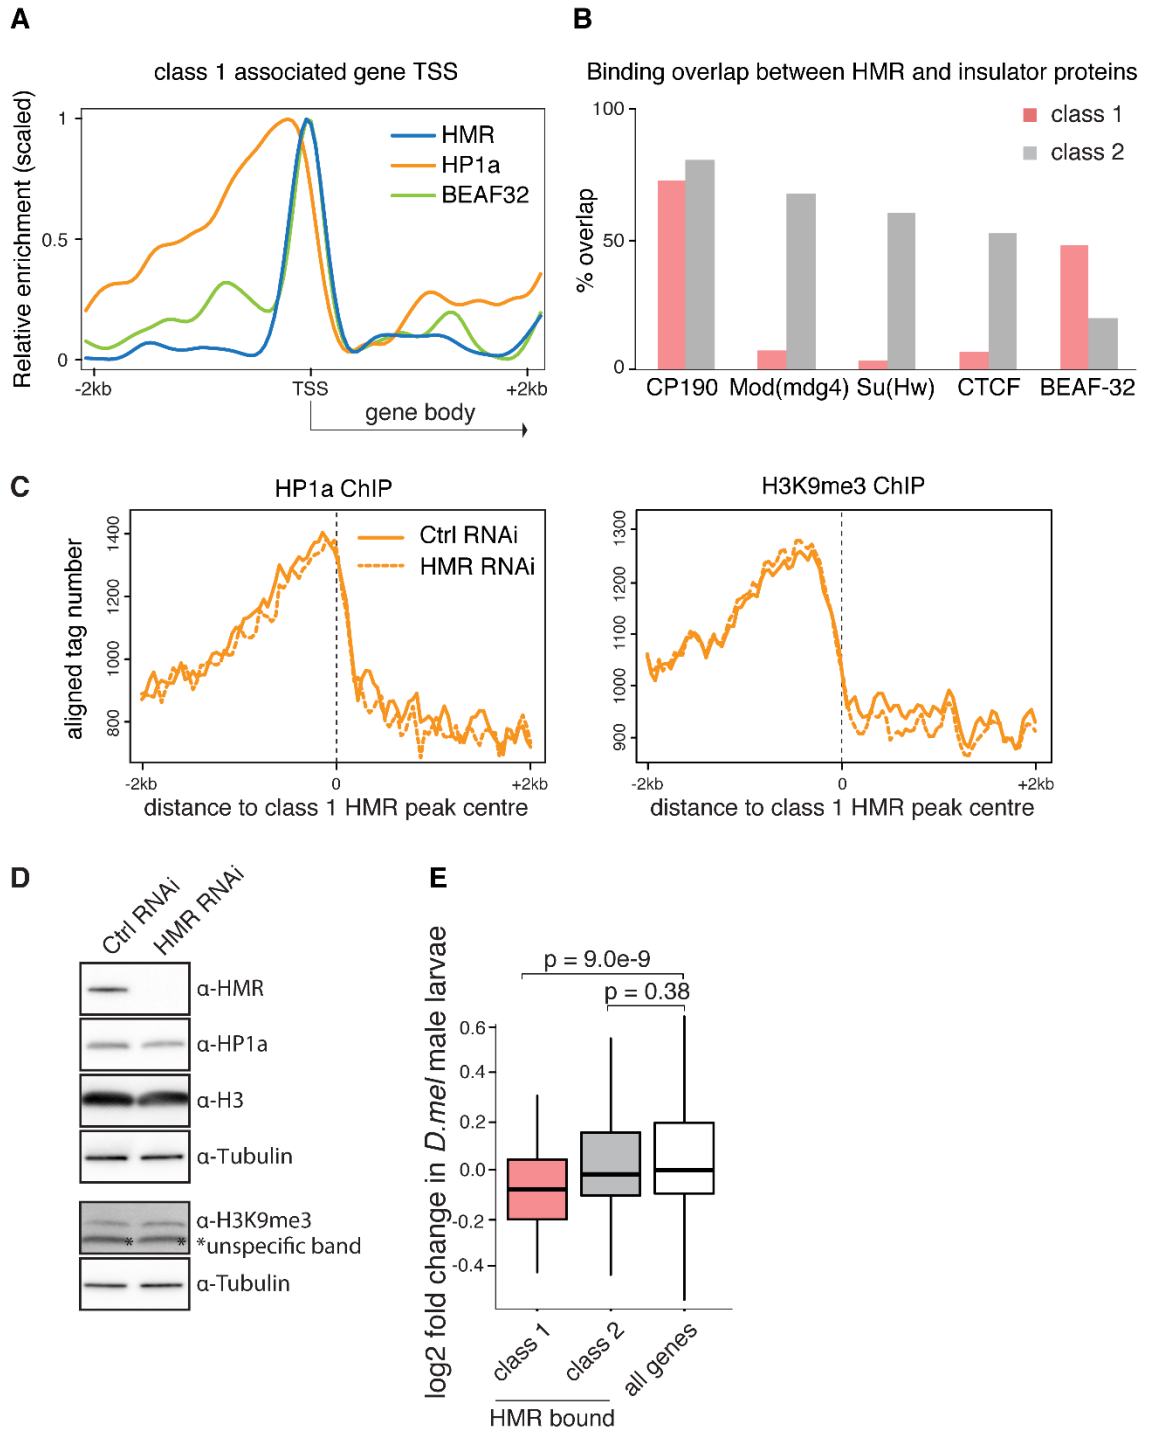 A
class 1 associated gene TSS
Relative enrichment (scaled)
1
0.5
0
HMR
HP1a
BEAF32
-2kb
TSS
+2kb
gene body
B
Binding overlap between HMR and insulator proteins
% overlap
100
50
0
class 1
class 2
CP190
Mod(mdg4)
Su(Hw)
CTCF
BEAF-32
C
HP1a ChIP
aligned tag number
1400
1200
1000
800
Ctrl RNAi
HMR RNAi
-2kb
0
+2kb
distance to class 1 HMR peak centre
H3K9me3 ChIP
1300
1200
1100
1000
900
-2kb
0
+2kb
distance to class 1 HMR peak centre
D
Ctrl RNAi
HMR RNAi
α-HMR
α-HP1a
α-H3
α-Tubulin
α-H3K9me3
* * *unspecific band
α-Tubulin
E
log2 fold change in D.mel male larvae
p = 9.0e-9
p = 0.38
0.6
0.4
0.2
0.0
-0.2
-0.4
class 1
class 2
all genes
HMR bound